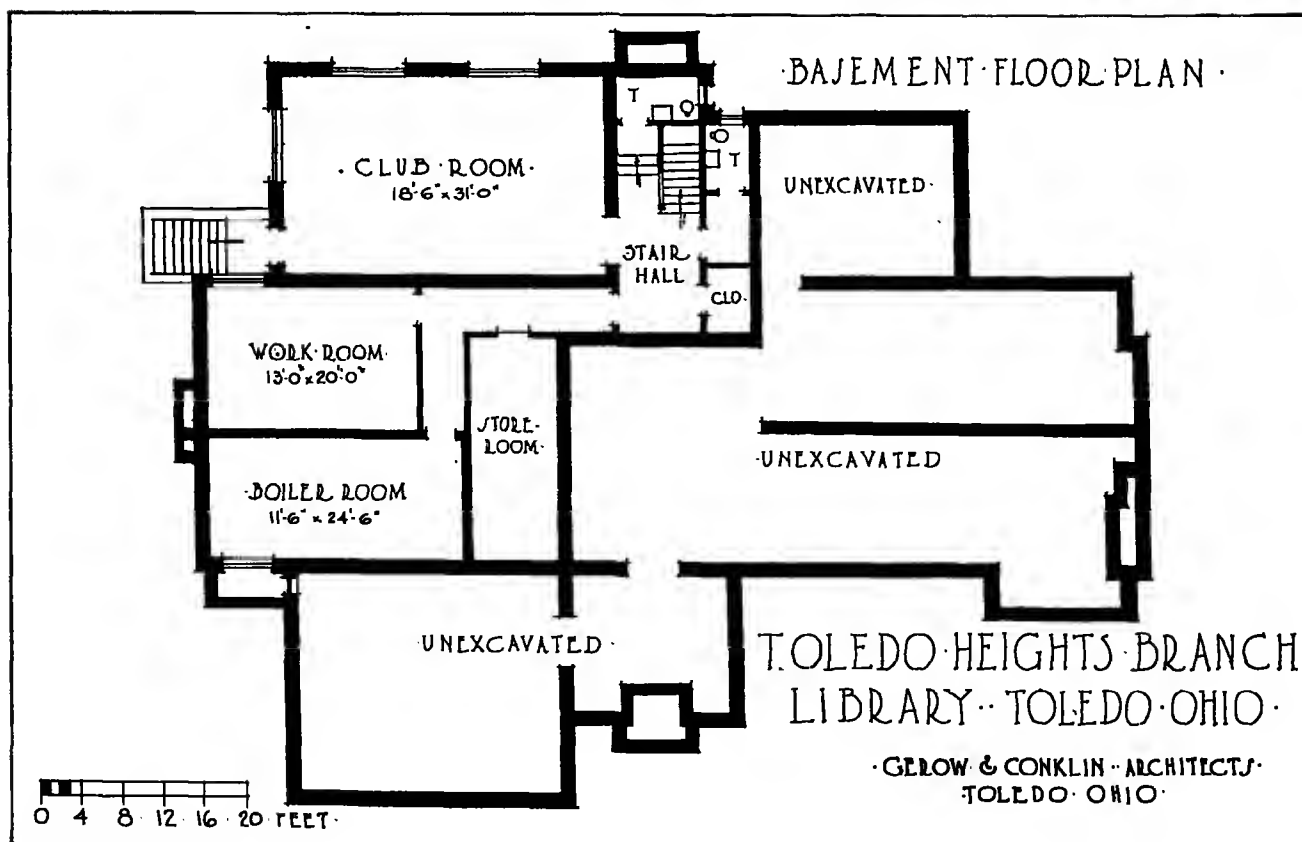 ·BASEMENT·FLOOR·PLAN·
T
T
·CLUB·ROOM·
18'-6" x 31'-0"
UNEXCAVATED·
STAIR
HALL
CLO·
WORK·ROOM·
13'-0" x 20'-0"
STORE-
ROOM·
·UNEXCAVATED
·BOILER ROOM
11'-6" x 24'-6"
·UNEXCAVATED·
TOLEDO·HEIGHTS·BRANCH
LIBRARY··TOLEDO·OHIO·
·GEROW·&·CONKLIN··ARCHITECTS·
·TOLEDO·OHIO·
0 4 8 12 16 20 FEET·